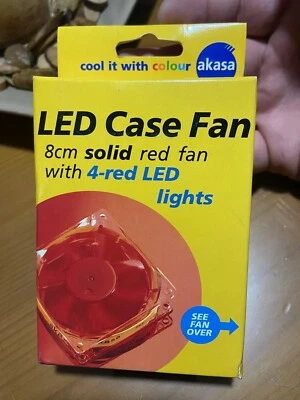 cool it with colour akasa
LED Case Fan
8cm solid red fan
with 4-red LED
lights
SEE
FAN
OVER